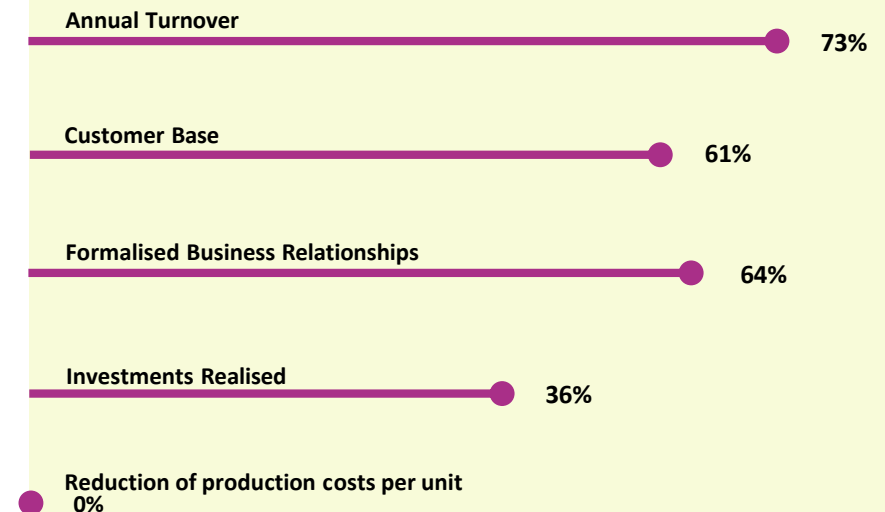 Annual Turnover
73%
Customer Base
61%
Formalised Business Relationships
64%
Investments Realised
36%
Reduction of production costs per unit
0%